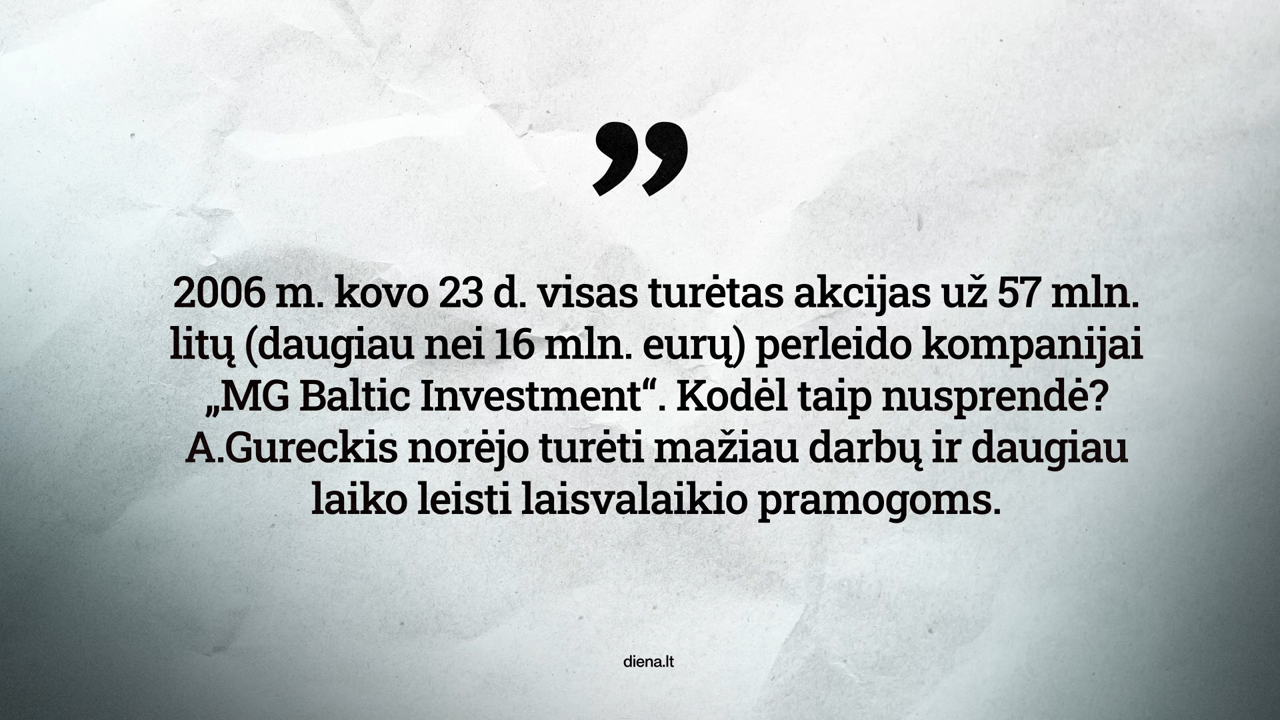 ”
2006 m. kovo 23 d. visas turėtas akcijas už 57 mln.
litų (daugiau nei 16 mln. eurų) perleido kompanijai
„MG Baltic Investment“. Kodėl taip nusprendė?
A.Gureckis norėjo turėti mažiau darbų ir daugiau
laiko leisti laisvalaikio pramogoms.
diena.lt